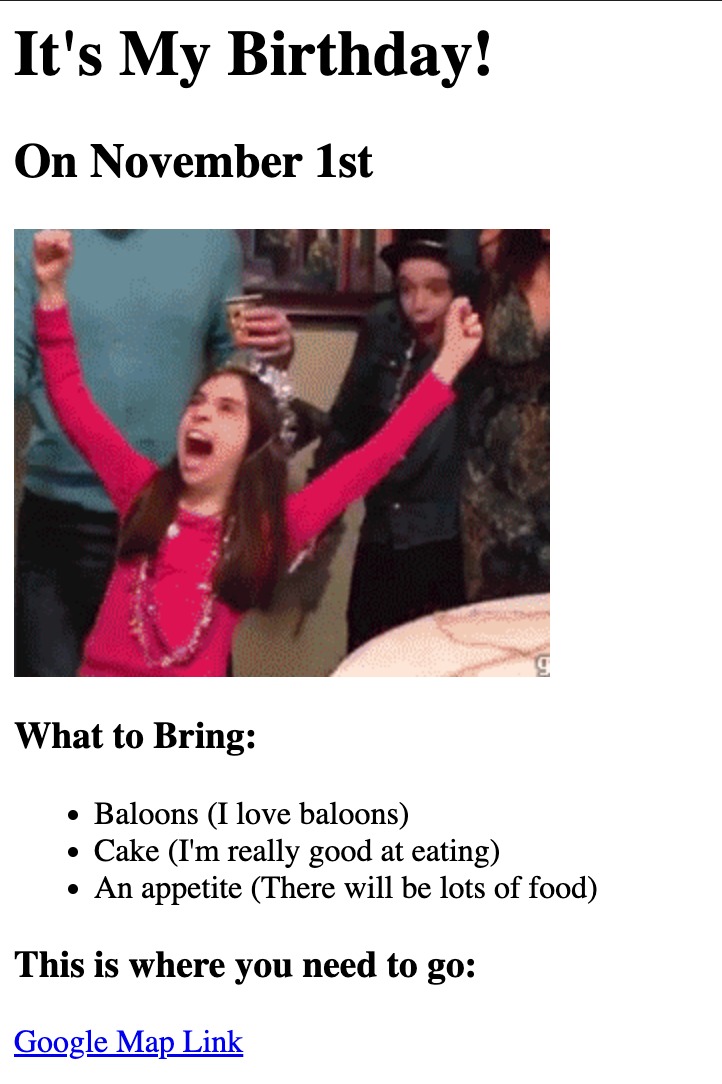 It's My Birthday!
On November 1st
What to Bring:
Baloons (I love baloons)
Cake (I'm really good at eating)
An appetite (There will be lots of food)
This is where you need to go:
Google Map Link